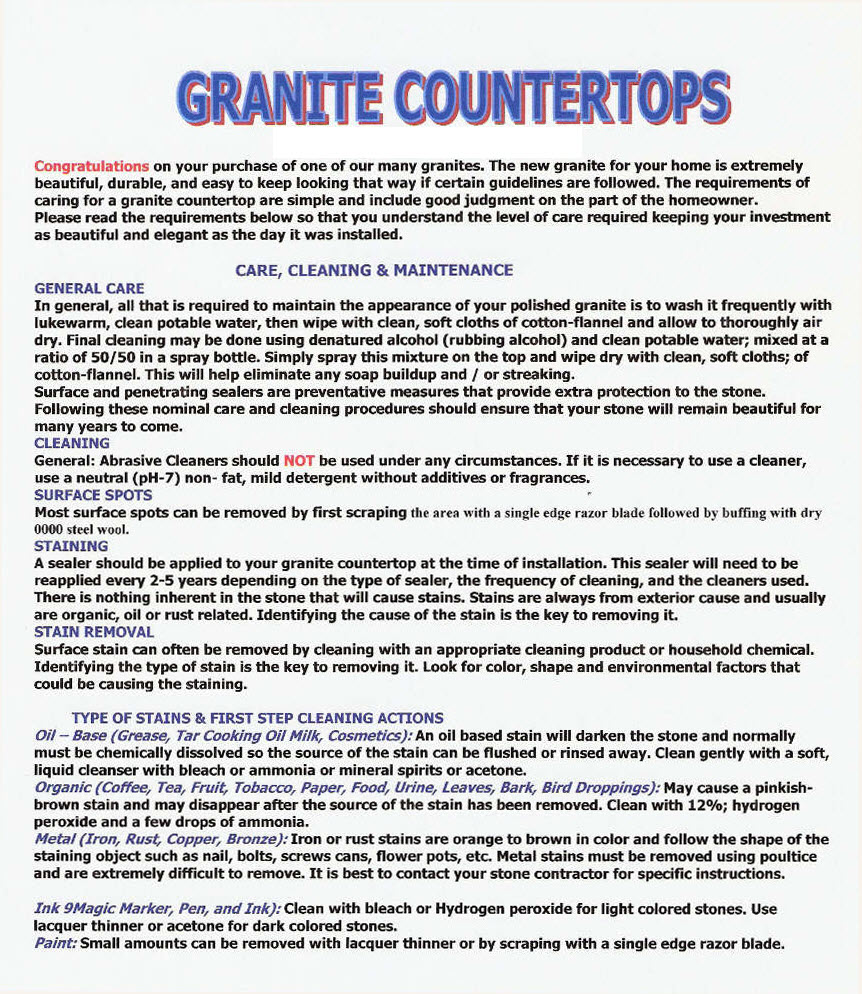 GRANITE COUNTERTOPS
Congratulations on your purchase of one of our many granites. The new granite for your home is extremely
beautiful, durable, and easy to keep looking that way if certain guidelines are followed. The requirements of
caring for a granite countertop are simple and include good judgment on the part of the homeowner.
Please read the requirements below so that you understand the level of care required keeping your investment
as beautiful and elegant as the day it was installed.
CARE, CLEANING & MAINTENANCE
GENERAL CARE
In general, all that is required to maintain the appearance of your polished granite is to wash it frequently with
lukewarm, clean potable water, then wipe with clean, soft cloths of cotton-flannel and allow to thoroughly air
dry. Final cleaning may be done using denatured alcohol (rubbing alcohol) and clean potable water; mixed at a
ratio of 50/50 in a spray bottle. Simply spray this mixture on the top and wipe dry with clean, soft cloths; of
cotton-flannel. This will help eliminate any soap buildup and / or streaking.
Surface and penetrating sealers are preventative measures that provide extra protection to the stone.
Following these nominal care and cleaning procedures should ensure that your stone will remain beautiful for
many years to come.
CLEANING
General: Abrasive Cleaners should NOT be used under any circumstances. If it is necessary to use a cleaner,
use a neutral (pH-7) non- fat, mild detergent without additives or fragrances.
SURFACE SPOTS
Most surface spots can be removed by first scraping the area with a single edge razor blade followed by buffing with dry
0000 steel wool.
STAINING
A sealer should be applied to your granite countertop at the time of installation. This sealer will need to be
reapplied every 2-5 years depending on the type of sealer, the frequency of cleaning, and the cleaners used.
There is nothing inherent in the stone that will cause stains. Stains are always from exterior cause and usually
are organic, oil or rust related. Identifying the cause of the stain is the key to removing it.
STAIN REMOVAL
Surface stain can often be removed by cleaning with an appropriate cleaning product or household chemical.
Identifying the type of stain is the key to removing it. Look for color, shape and environmental factors that
could be causing the staining.
TYPE OF STAINS & FIRST STEP CLEANING ACTIONS
Oil – Base (Grease, Tar Cooking Oil Milk, Cosmetics): An oil based stain will darken the stone and normally
must be chemically dissolved so the source of the stain can be flushed or rinsed away. Clean gently with a soft,
liquid cleanser with bleach or ammonia or mineral spirits or acetone.
Organic (Coffee, Tea, Fruit, Tobacco, Paper, Food, Urine, Leaves, Bark, Bird Droppings): May cause a pinkish-
brown stain and may disappear after the source of the stain has been removed. Clean with 12%; hydrogen
peroxide and a few drops of ammonia.
Metal (Iron, Rust, Copper, Bronze): Iron or rust stains are orange to brown in color and follow the shape of the
staining object such as nail, bolts, screws cans, flower pots, etc. Metal stains must be removed using poultice
and are extremely difficult to remove. It is best to contact your stone contractor for specific instructions.
Ink 9Magic Marker, Pen, and Ink): Clean with bleach or Hydrogen peroxide for light colored stones. Use
lacquer thinner or acetone for dark colored stones.
Paint: Small amounts can be removed with lacquer thinner or by scraping with a single edge razor blade.